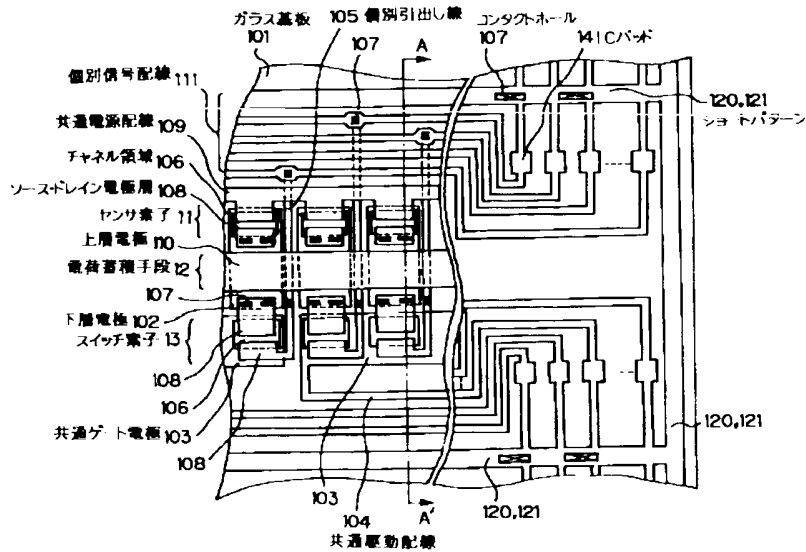 ガラス基板
101
105 個別引出し線
107
A
コンタクトホール
107
14 ICパッド
個別信号配線 111
120,121
ショートパターン
共通電源配線
109
チャネル領域
106
ソース・ドレイン電極層
108
センサ素子 11
上層電極 110
電荷蓄積手段 12
107
下層電極 102
スイッチ素子 13
108
106
共通ゲート電極 103
108
103
104
共通駆動配線
A'
120,121
120,121